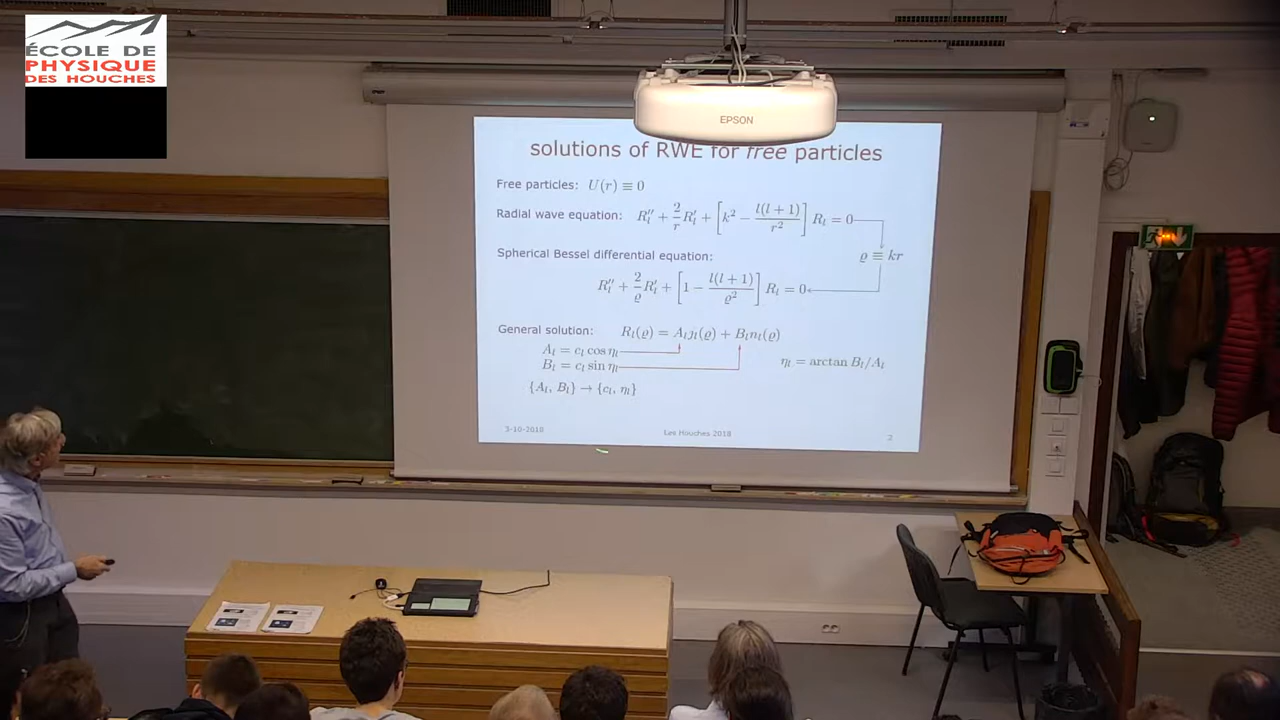 ÉCOLE DE
PHYSIQUE
DES HOUCHES
EPSON
solutions of RWE for free particles
Free particles: U(r) ≡ 0
Radial wave equation: R_l'' + 2/r R_l' + [k² − l(l+1)/r²] R_l = 0
Spherical Bessel differential equation:
ϱ ≡ kr
R_l'' + 2/ϱ R_l' + [1 − l(l+1)/ϱ²] R_l = 0
General solution: R_l(ϱ) = A_l j_l(ϱ) + B_l n_l(ϱ)
A_l = c_l cos η_l
B_l = c_l sin η_l
η_l = arctan B_l/A_l
{A_l, B_l} → {c_l, η_l}
Les Houches 2018
2